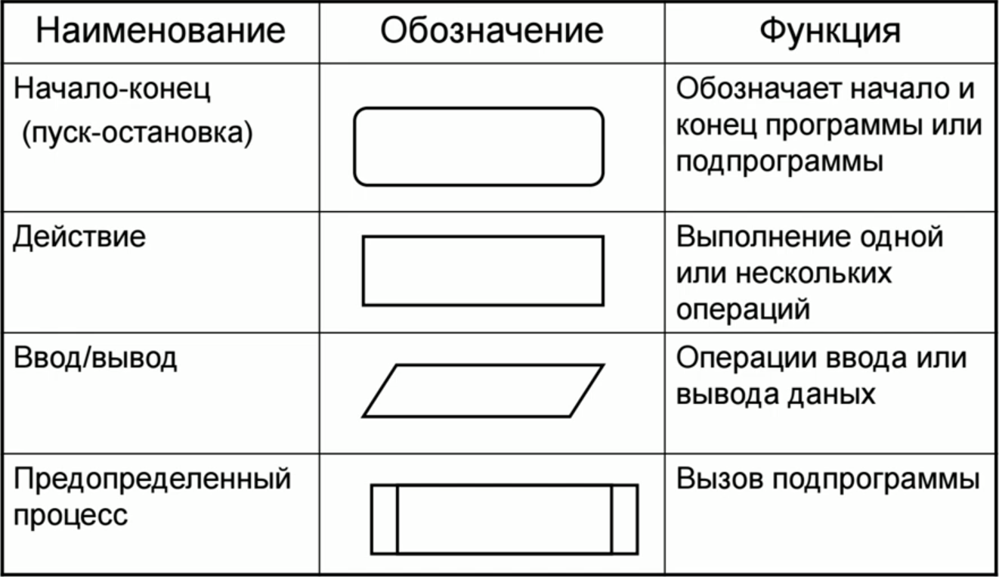 Наименование
Обозначение
Функция
Начало-конец
(пуск-остановка)
Обозначает начало и
конец программы или
подпрограммы
Действие
Выполнение одной
или нескольких
операций
Ввод/вывод
Операции ввода или
вывода даных
Предопределенный
процесс
Вызов подпрограммы